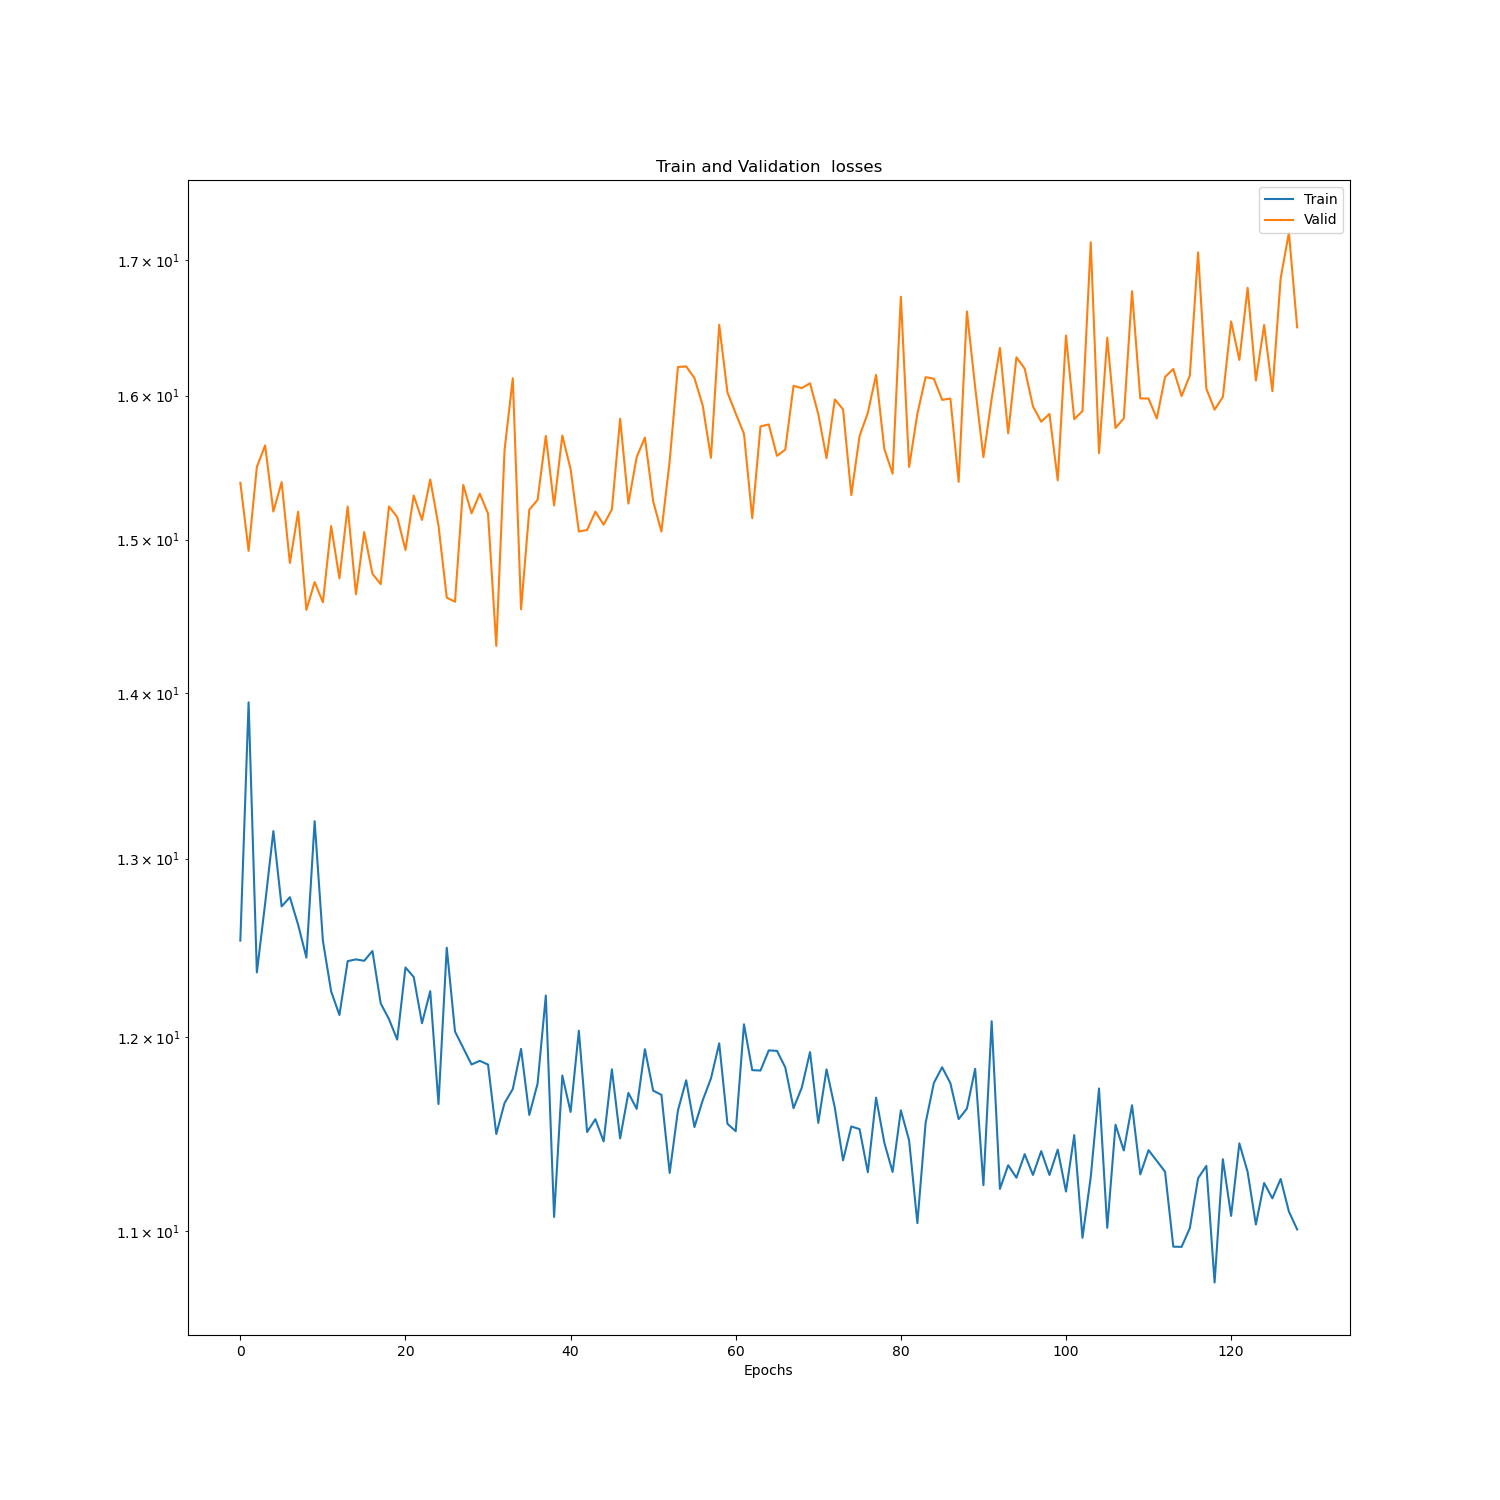 Train and Validation  losses
Train
Valid
1.7 × 10¹
1.6 × 10¹
1.5 × 10¹
1.4 × 10¹
1.3 × 10¹
1.2 × 10¹
1.1 × 10¹
0 20 40 60 80 100 120
Epochs